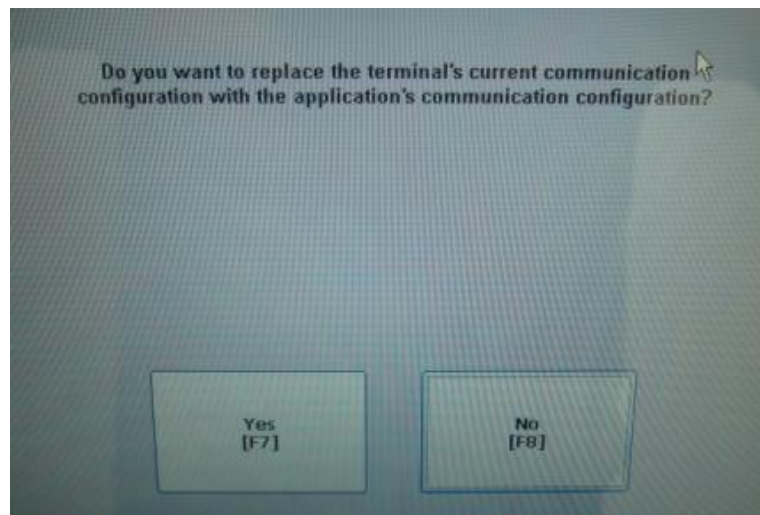 Do you want to replace the terminal's current communication
configuration with the application's communication configuration?
Yes
[F7]
No
[F8]